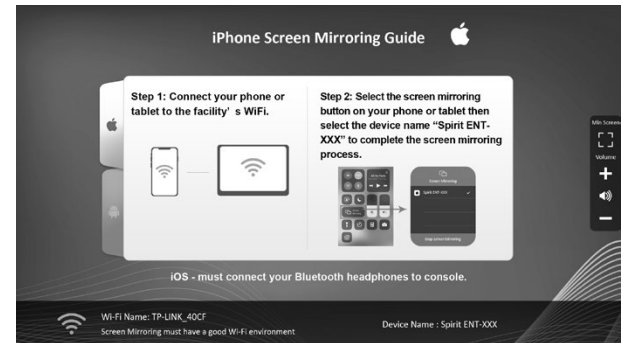 iPhone Screen Mirroring Guide
Step 1: Connect your phone or
tablet to the facility' s WiFi.
Step 2: Select the screen mirroring
button on your phone or tablet then
select the device name “Spirit ENT-
XXX” to complete the screen mirroring
process.
Screen Mirroring
Spirit ENT-XXX
Stop Screen Mirroring
Min Screen
Volume
iOS - must connect your Bluetooth headphones to console.
Wi-Fi Name: TP-LINK_40CF
Screen Mirroring must have a good Wi-Fi environment
Device Name : Spirit ENT-XXX